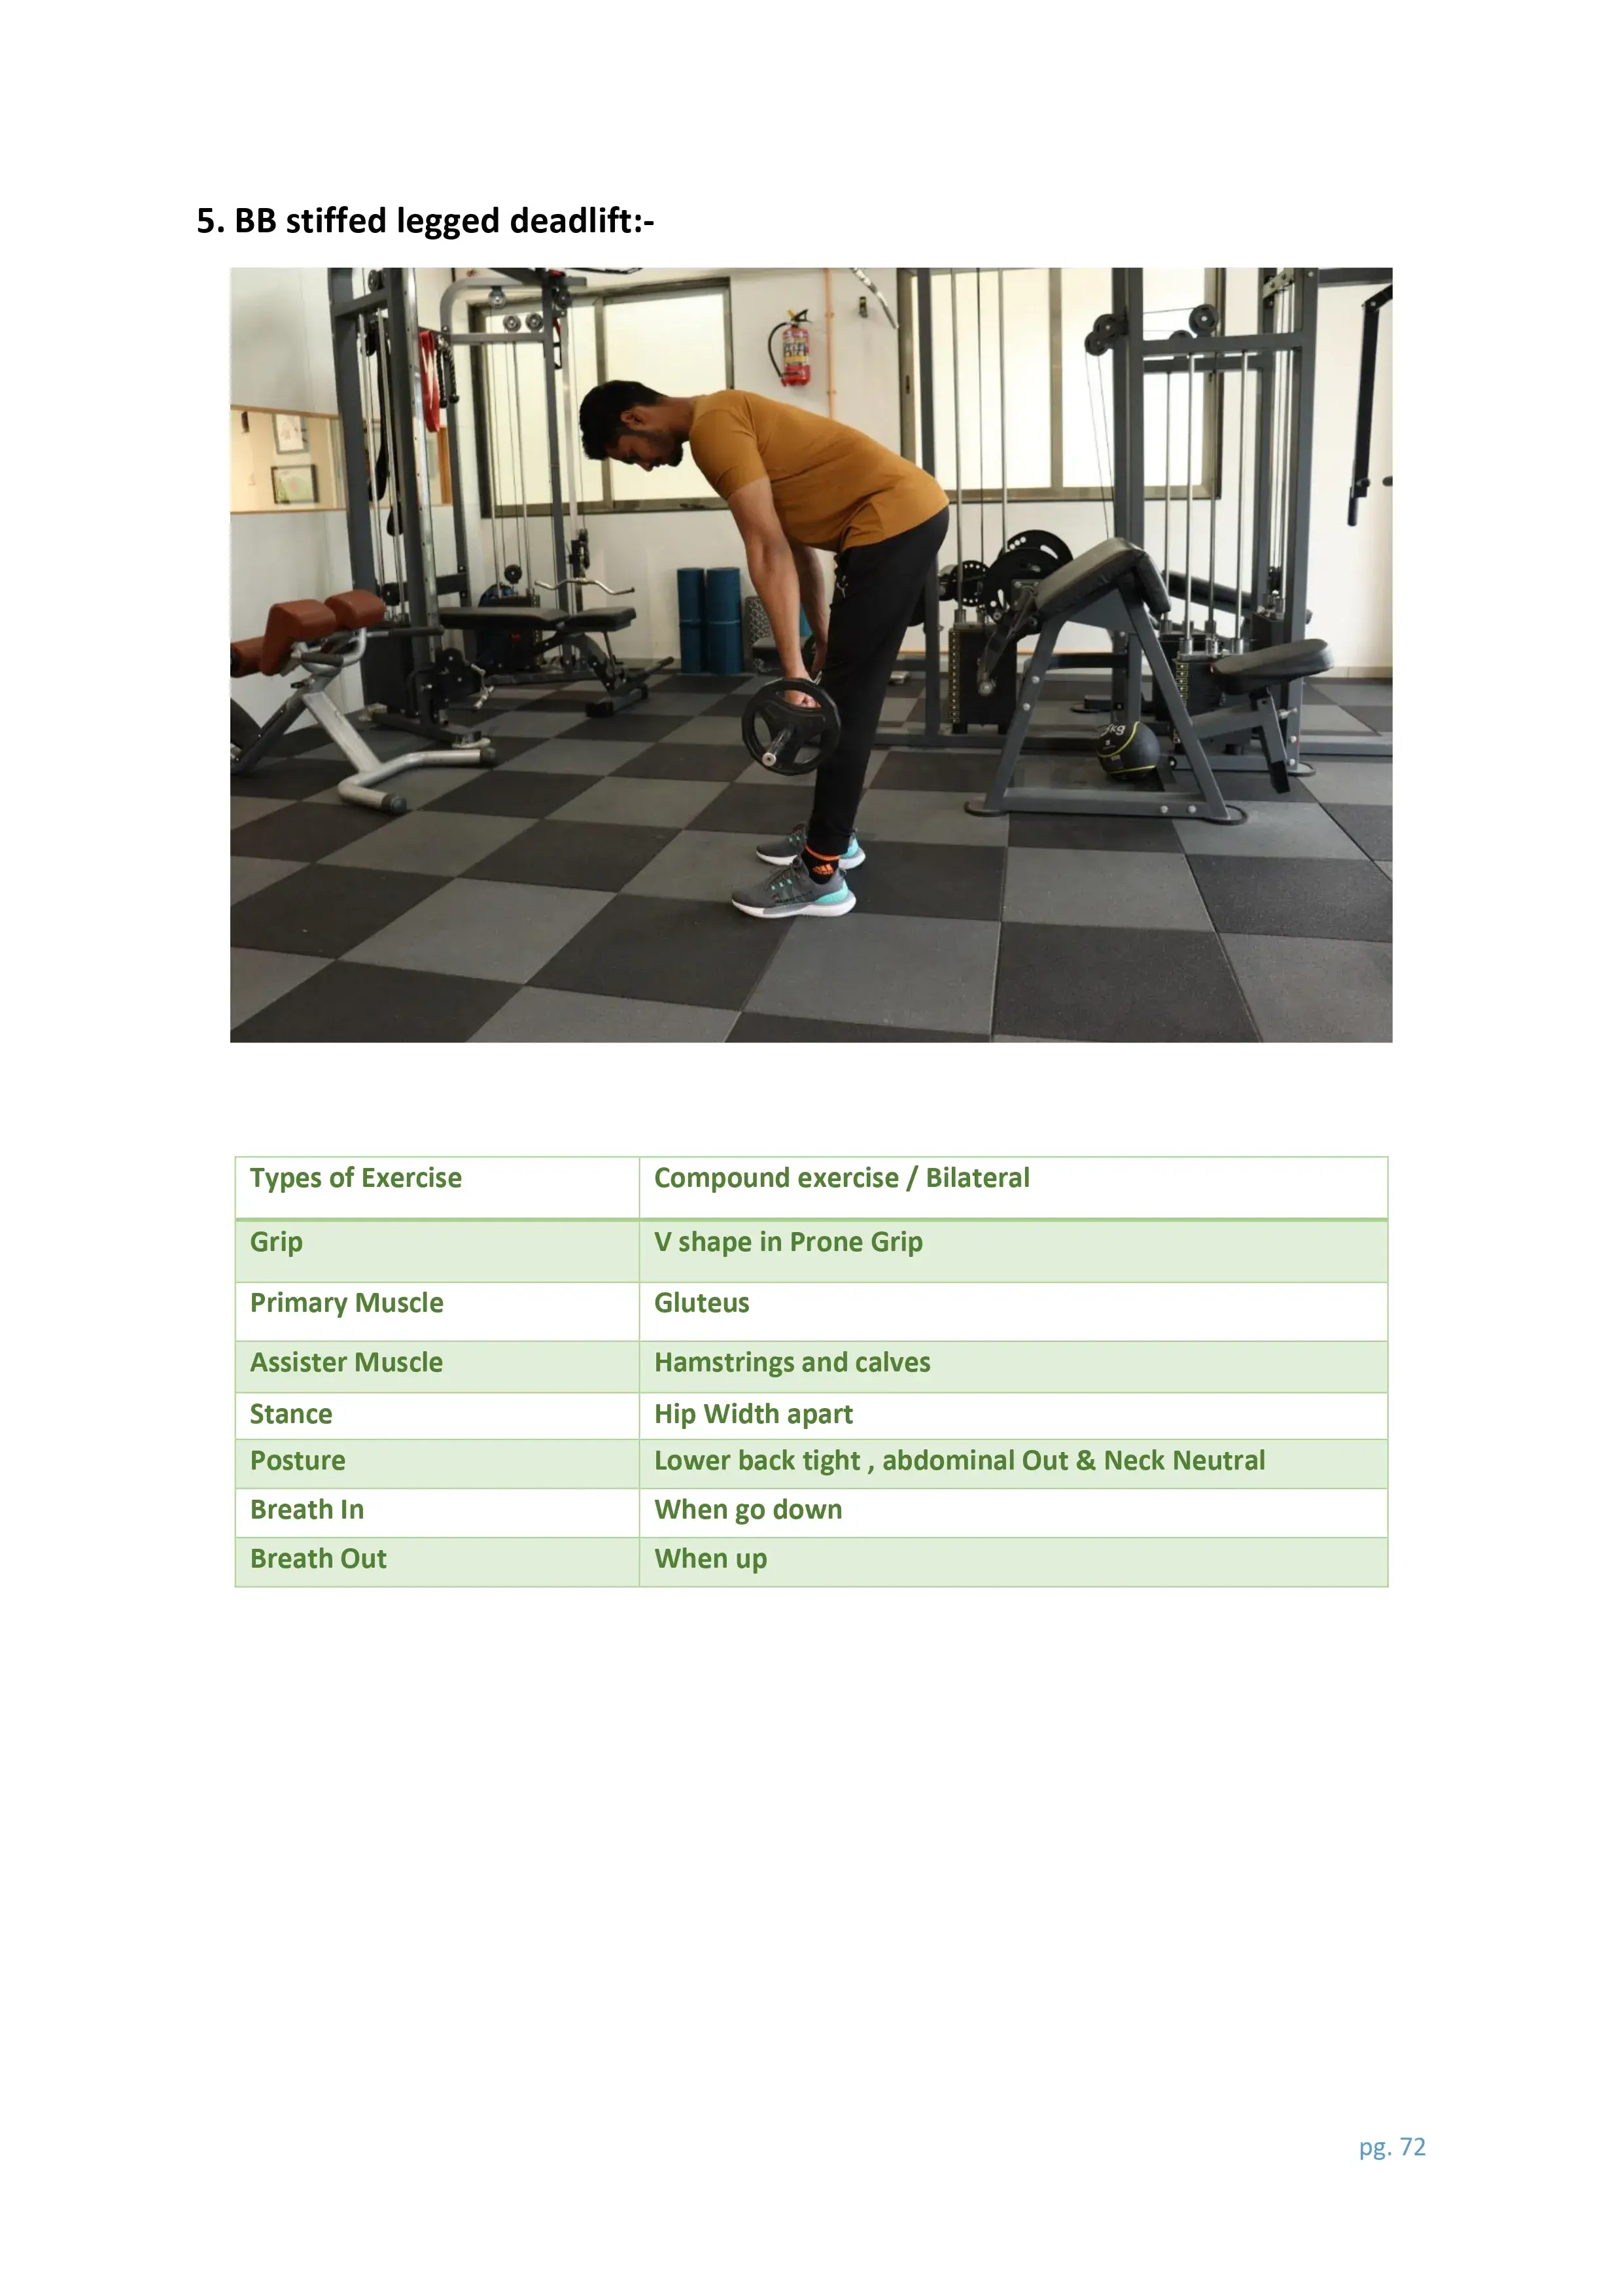 5. BB stiffed legged deadlift:-
kg
Types of Exercise
Compound exercise / Bilateral
Grip
V shape in Prone Grip
Primary Muscle
Gluteus
Assister Muscle
Hamstrings and calves
Stance
Hip Width apart
Posture
Lower back tight , abdominal Out & Neck Neutral
Breath In
When go down
Breath Out
When up
pg. 72